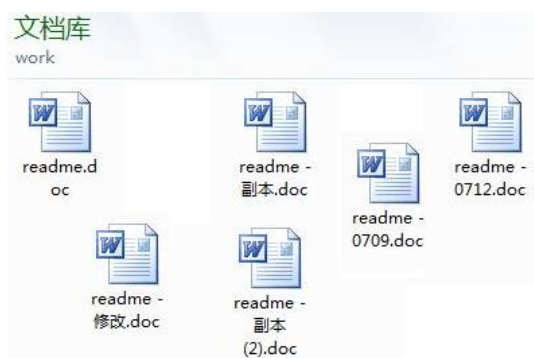 文档库
work
readme.d
oc
readme -
副本.doc
readme -
0709.doc
readme -
0712.doc
readme -
修改.doc
readme -
副本
(2).doc